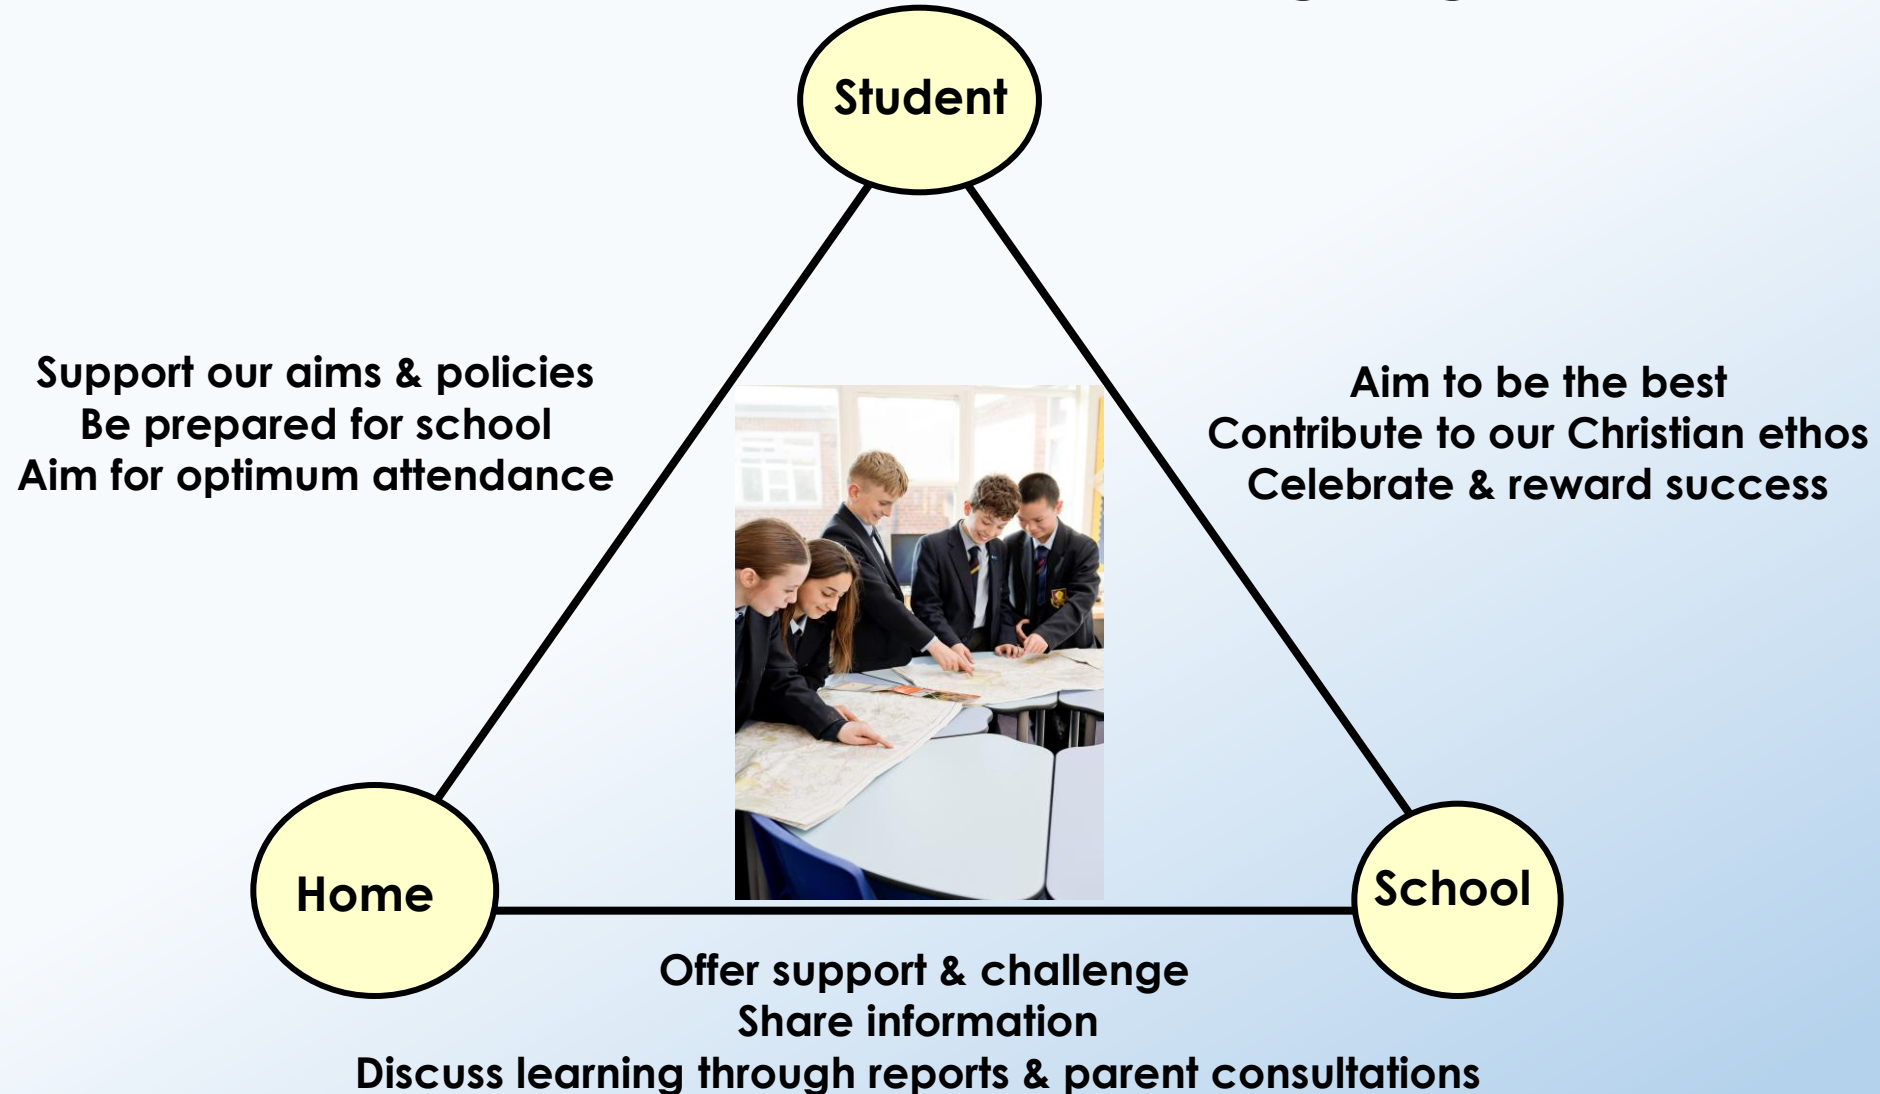 Student
Support our aims & policies
Be prepared for school
Aim for optimum attendance
Aim to be the best
Contribute to our Christian ethos
Celebrate & reward success
Home
School
Offer support & challenge
Share information
Discuss learning through reports & parent consultations